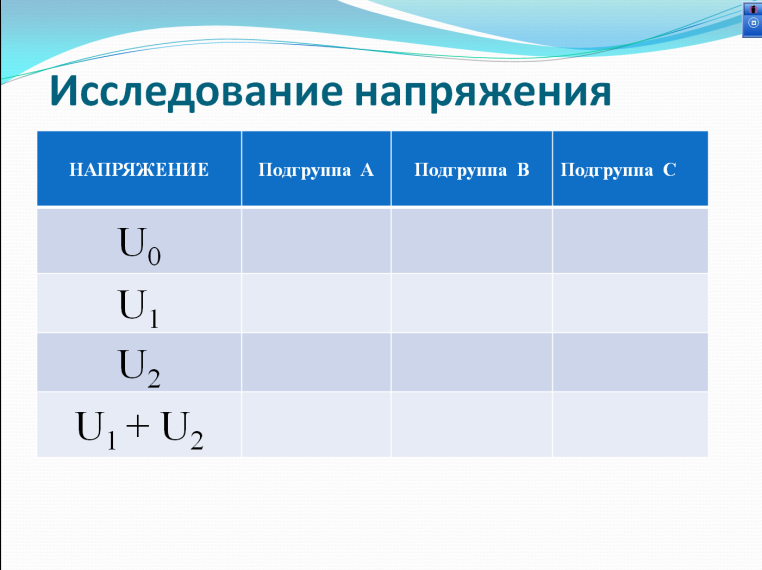 Исследование напряжения
НАПРЯЖЕНИЕ Подгруппа А Подгруппа В Подгруппа С
U₀
U₁
U₂
U₁ + U₂